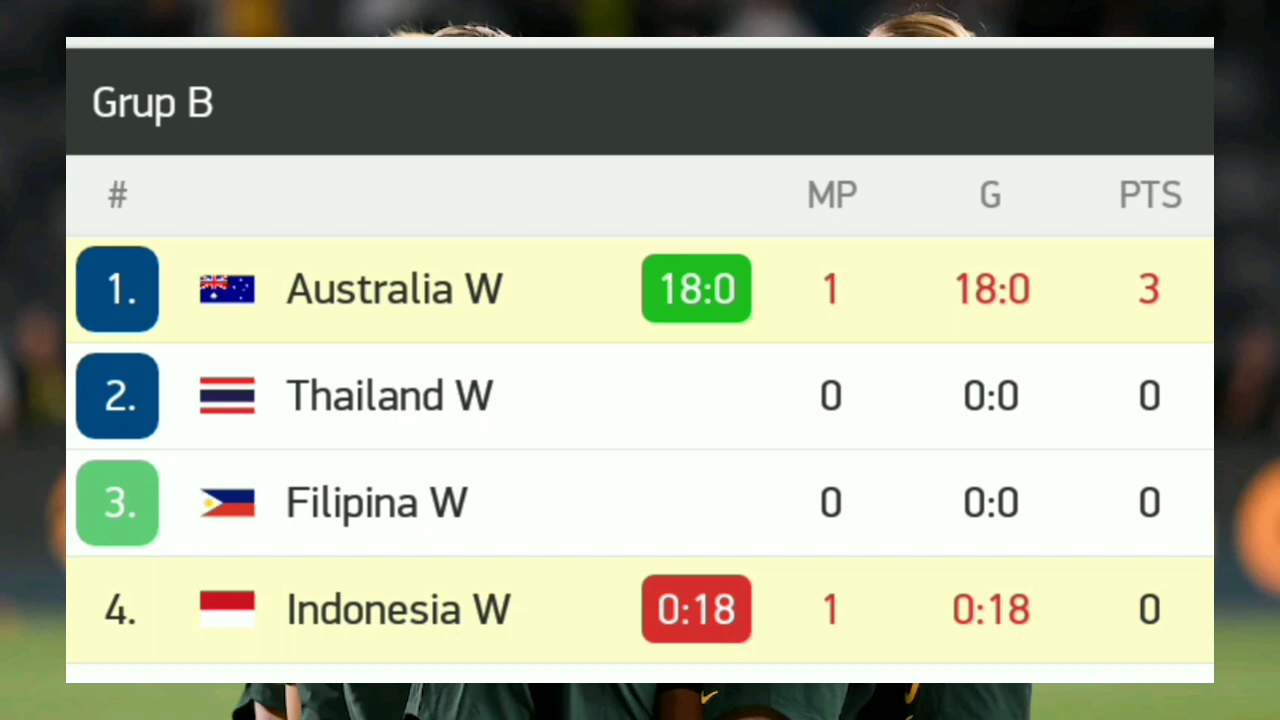 Grup B
# MP G PTS
1. Australia W 18:0 1 18:0 3
2. Thailand W 0 0:0 0
3. Filipina W 0 0:0 0
4. Indonesia W 0:18 1 0:18 0